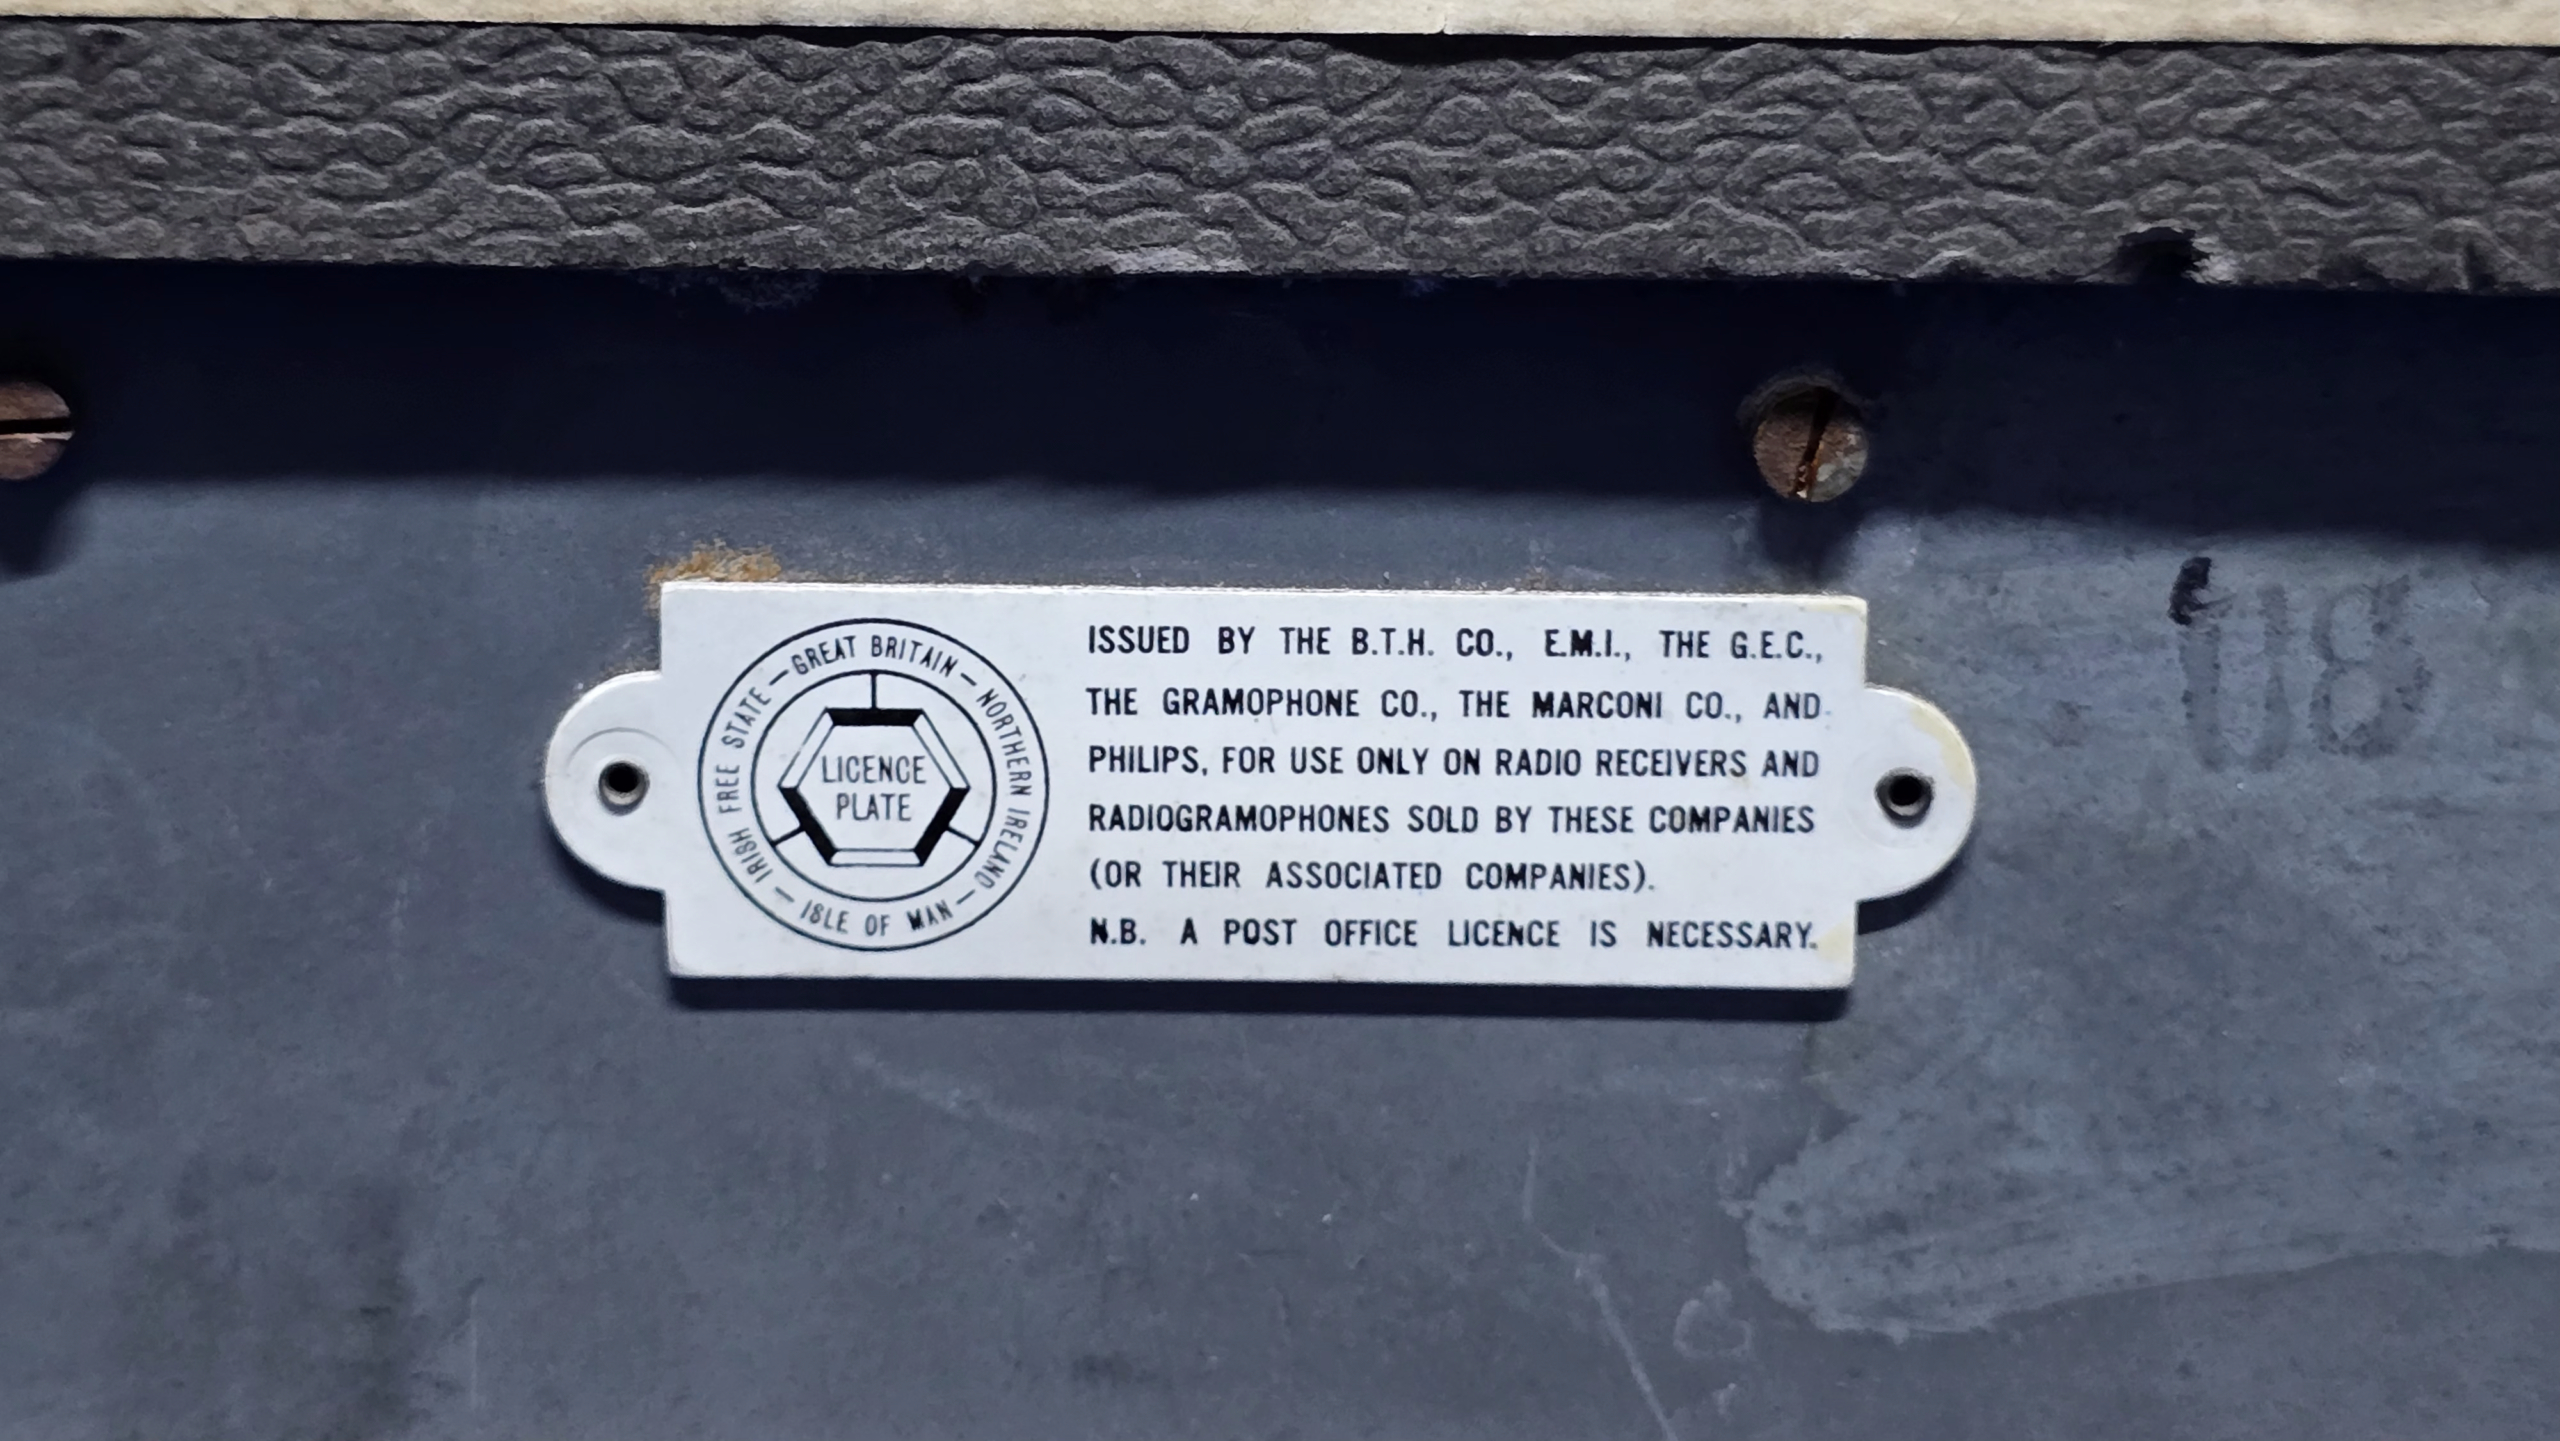 GREAT BRITAIN — NORTHERN IRELAND — ISLE OF MAN — IRISH FREE STATE —
LICENCE
PLATE
ISSUED BY THE B.T.H. CO., E.M.I., THE G.E.C.,
THE GRAMOPHONE CO., THE MARCONI CO., AND
PHILIPS, FOR USE ONLY ON RADIO RECEIVERS AND
RADIOGRAMOPHONES SOLD BY THESE COMPANIES
(OR THEIR ASSOCIATED COMPANIES).
N.B. A POST OFFICE LICENCE IS NECESSARY.